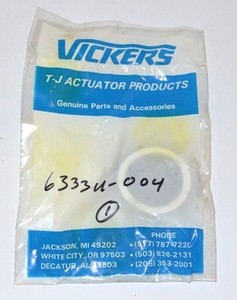 VICKERS
T-J ACTUATOR PRODUCTS
Genuine Parts and Accessories
63334-004
1
PHONE
JACKSON, MI 49202 • (517) 787-7220
WHITE CITY, OR 97503 • (503) 826-2131
DECATUR, AL • (205) 353-2001